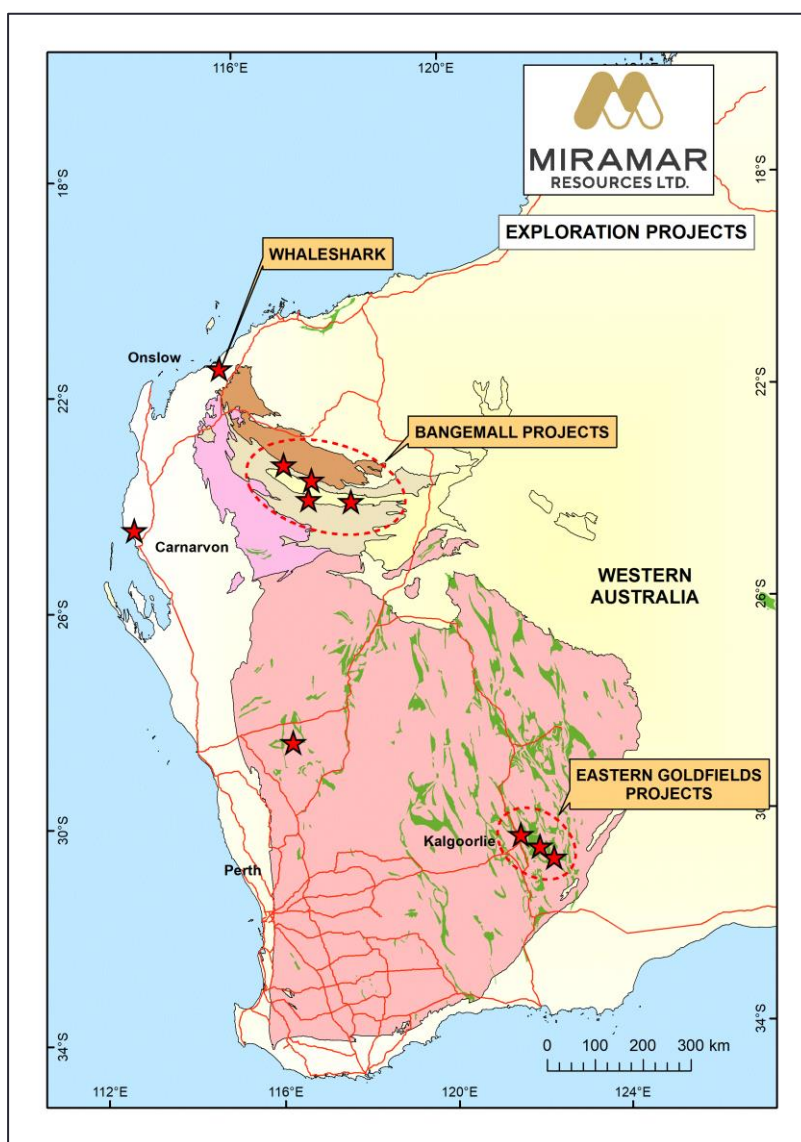 116°E
120°E
MIRAMAR
RESOURCES LTD.
18°S
18°S
EXPLORATION PROJECTS
WHALESHARK
Onslow
22°S
22°S
BANGEMALL PROJECTS
Carnarvon
WESTERN
AUSTRALIA
26°S
26°S
EASTERN GOLDFIELDS
PROJECTS
30°S
Kalgoorlie
Perth
34°S
34°S
0 100 200 300 km
112°E
116°E
120°E
124°E